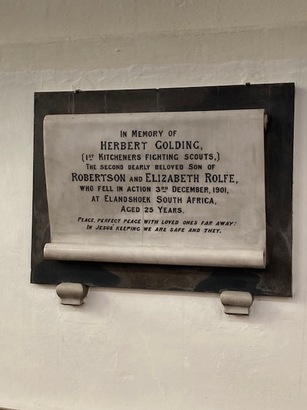 IN MEMORY OF
HERBERT GOLDING,
(1ST KITCHENERS FIGHTING SCOUTS,)
THE SECOND DEARLY BELOVED SON OF
ROBERTSON AND ELIZABETH ROLFE,
WHO FELL IN ACTION 3RD DECEMBER, 1901,
AT ELANDSHOEK SOUTH AFRICA,
AGED 25 YEARS.
PEACE, PERFECT PEACE WITH LOVED ONES FAR AWAY?
IN JESUS' KEEPING WE ARE SAFE AND THEY.